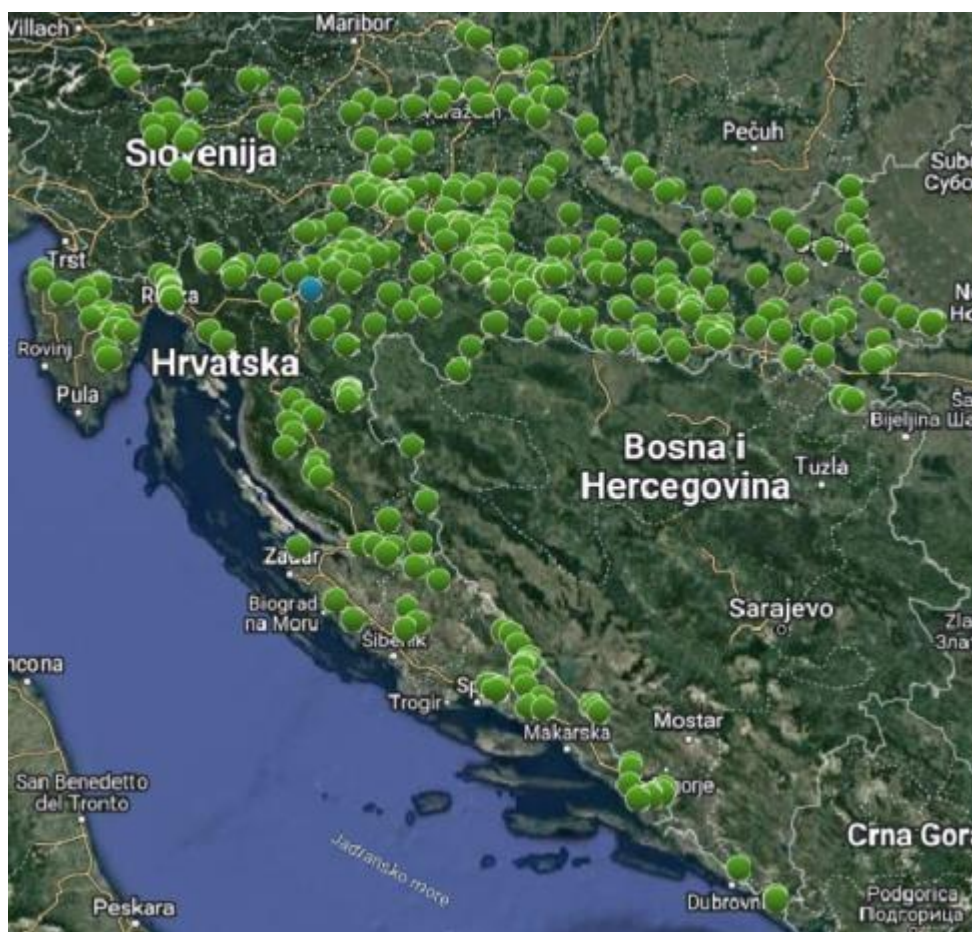 Villach
Maribor
Pečuh
Slovenija
Trst
Rovinj
Pula
Hrvatska
Bijeljina
Bosna i
Hercegovina
Tuzla
Zadar
Biograd
na Moru
Šibenik
Sarajevo
Trogir
Makarska
Mostar
San Benedetto
del Tronto
Crna Gora
Jadransko more
Peskara
Dubrovni
Podgorica
Подгорица